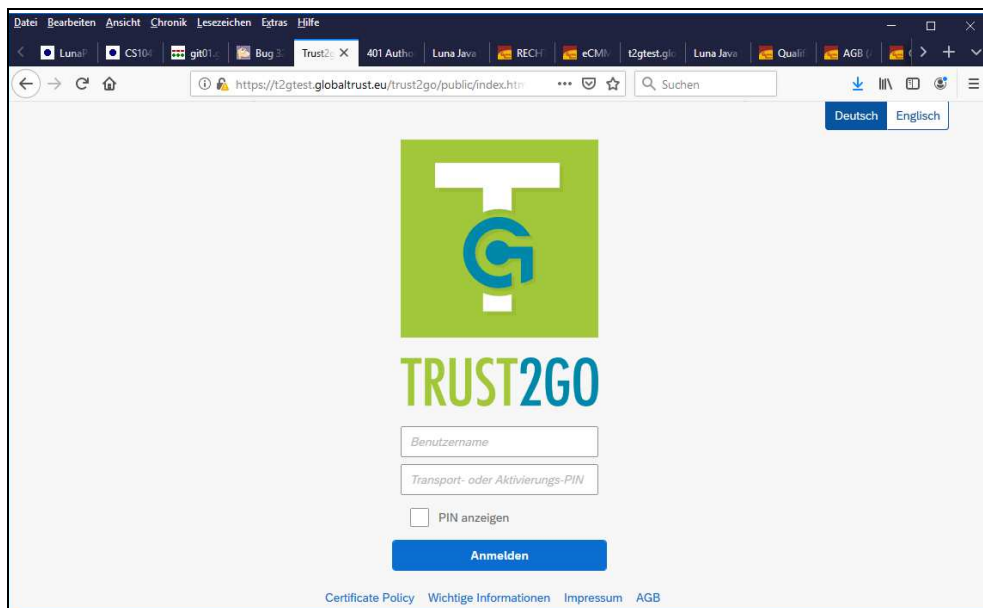 Datei Bearbeiten Ansicht Chronik Lesezeichen Extras Hilfe
LunaP CS104 git01. Bug 3 Trust2 401 Autho Luna Java RECHT eCMM t2gtest.glo Luna Java Qualif AGB (
https://t2gtest.globaltrust.eu/trust2go/public/index.htm Suchen
Deutsch Englisch
TG
TRUST2GO
Benutzername
Transport- oder Aktivierungs-PIN
PIN anzeigen
Anmelden
Certificate Policy Wichtige Informationen Impressum AGB